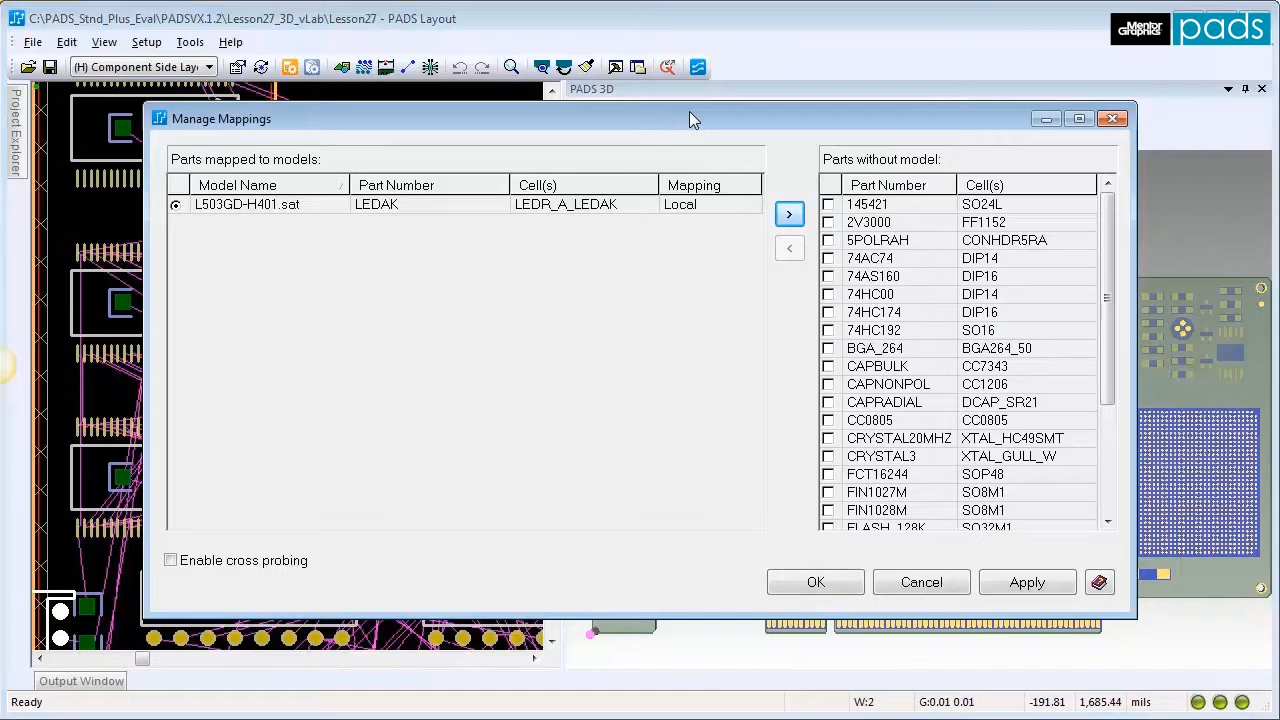 C:\PADS_Stnd_Plus_Eval\PADSVX.1.2\Lesson27_3D_vLab\Lesson27 - PADS Layout
Mentor Graphics
pads
File Edit View Setup Tools Help
(H) Component Side Lay
PADS 3D
Project Explorer
Manage Mappings
Parts mapped to models:
Model Name Part Number Cell(s) Mapping
L503GD-H401.sat LEDAK LEDR_A_LEDAK Local
>
<
Parts without model:
Part Number Cell(s)
145421 SO24L
2V3000 FF1152
5POLRAH CONHDR5RA
74AC74 DIP14
74AS160 DIP16
74HC00 DIP14
74HC174 DIP16
74HC192 SO16
BGA_264 BGA264_50
CAPBULK CC7343
CAPNONPOL CC1206
CAPRADIAL DCAP_SR21
CC0805 CC0805
CRYSTAL20MHZ XTAL_HC49SMT
CRYSTAL3 XTAL_GULL_W
FCT16244 SOP48
FIN1027M SO8M1
FIN1028M SO8M1
FLASH_128K SO32M1
Enable cross probing
OK Cancel Apply
Output Window
Ready W:2 G:0.01 0.01 -191.81 1,685.44 mils